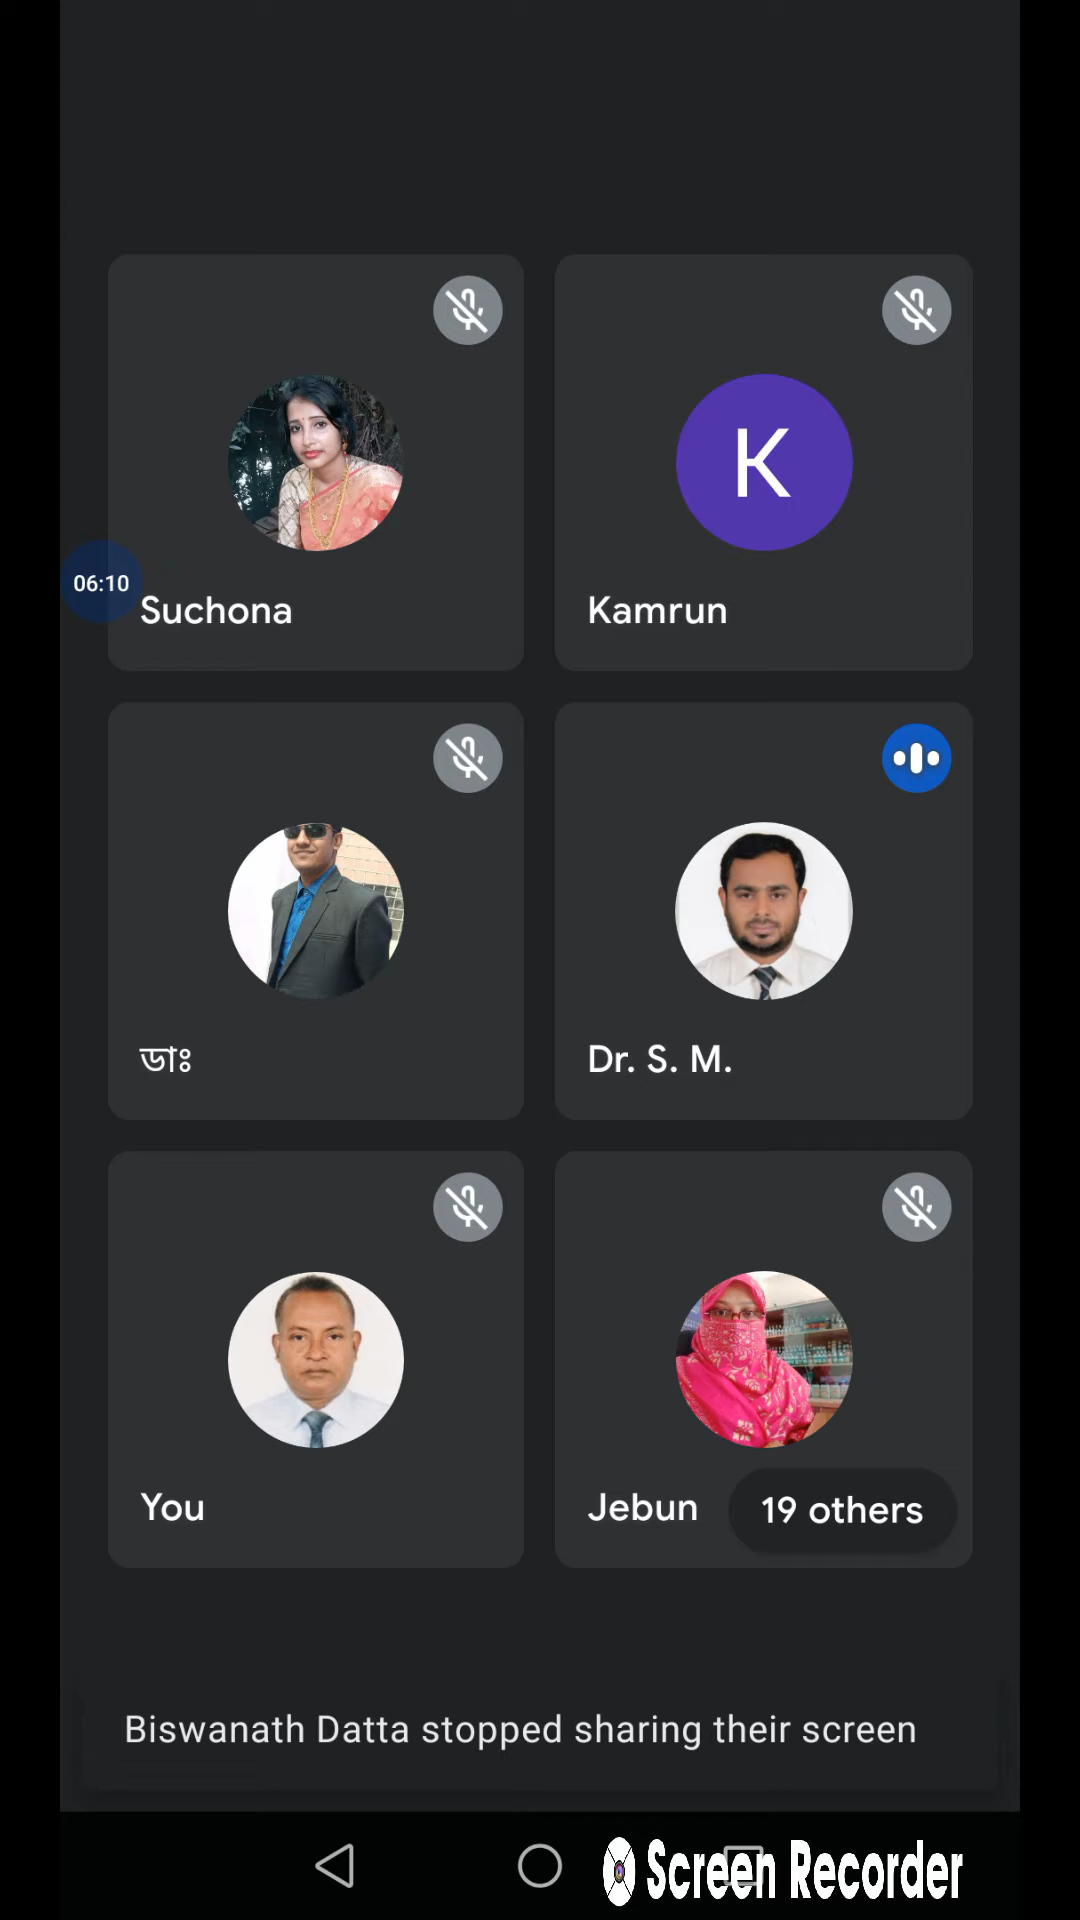 K
06:10
Suchona
Kamrun
ডাঃ
Dr. S. M.
You
Jebun
19 others
Biswanath Datta stopped sharing their screen
Screen Recorder